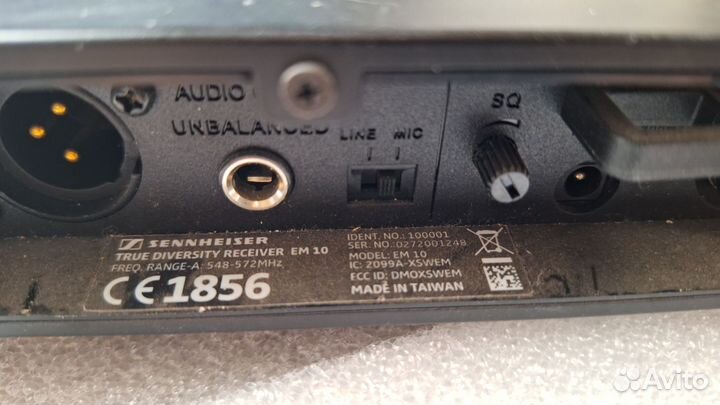 AUDIO
UNBALANCED
LINE MIC
SQ
SENNHEISER
TRUE DIVERSITY RECEIVER EM 10
FREQ. RANGE-A: 548-572MHZ
CE 1856
IDENT. NO.: 100001
SER. NO.: 0272001248
MODEL: EM 10
IC: 2099A-XSWEM
FCC ID: DMOXSWEM
MADE IN TAIWAN
Avito